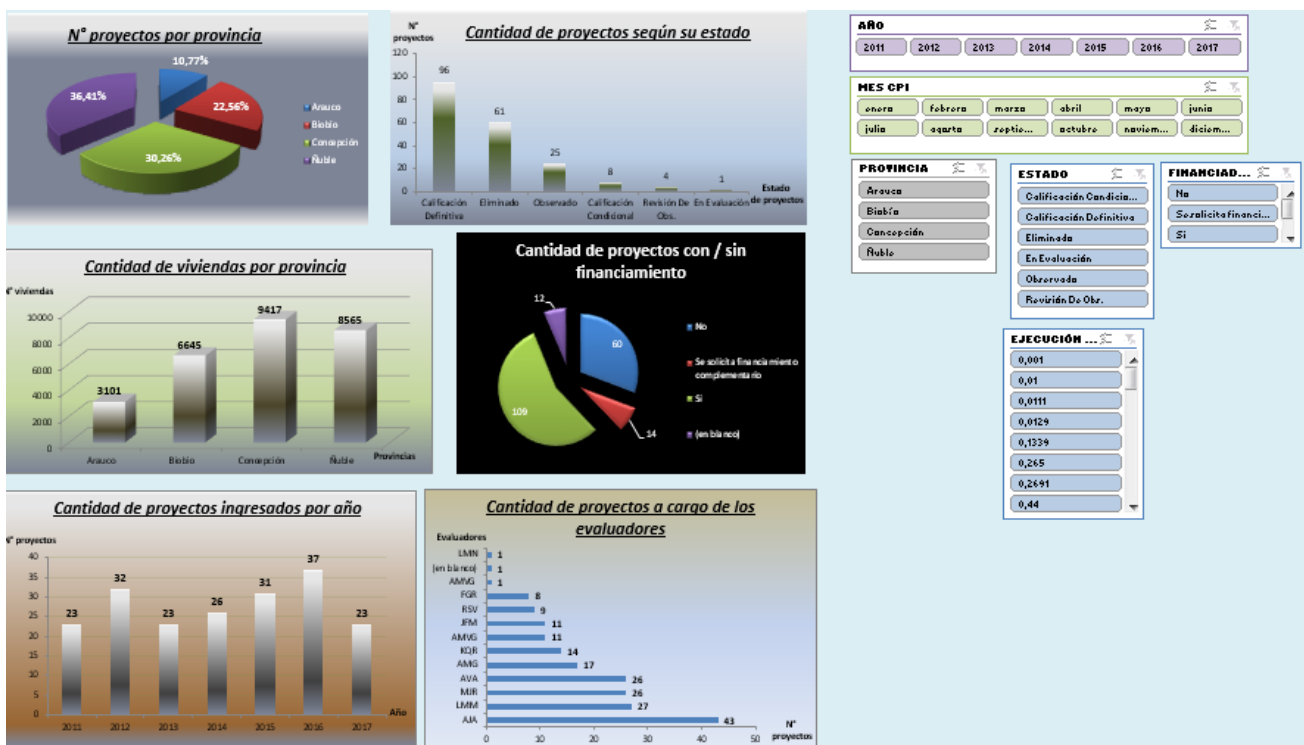 N° proyectos por provincia
10,77%
22,56%
30,26%
36,41%
Arauco
Biobío
Concepción
Ñuble
Cantidad de proyectos según su estado
N°
proyectos
120
100
80
60
40
20
0
96
61
25
8
4
1
Calificación Definitiva
Eliminado
Observado
Calificación Condicional
Revisión De Obs.
En Evaluación
Estado
de proyectos
AÑO
2011 2012 2013 2014 2015 2016 2017
MES CPI
enero febrero marzo abril mayo junio
julio agosto septie... octubre noviem... diciem...
PROVINCIA
Arauco
Biobío
Concepción
Ñuble
ESTADO
Calificación Condicio...
Calificación Definitiva
Eliminado
En Evaluación
Observado
Revisión De Obs.
FINANCIAD...
No
Se solicita financi...
Si
EJECUCIÓN ...
0,001
0,01
0,0111
0,0129
0,1339
0,265
0,2691
0,44
Cantidad de viviendas por provincia
N° viviendas
10000
8000
6000
4000
2000
0
3101
6645
9417
8565
Arauco Biobío Concepción Ñuble
Provincias
Cantidad de proyectos con / sin
financiamiento
12
60
109
14
No
Se solicita financiamiento
complementario
Si
(en blanco)
Cantidad de proyectos ingresados por año
N° proyectos
40
35
30
25
20
15
10
5
0
23
32
23
26
31
37
23
2011 2012 2013 2014 2015 2016 2017
Año
Cantidad de proyectos a cargo de los
evaluadores
Evaluadores
LMN 1
(en blanco) 1
AMVG 1
FGR 8
RSV 9
JFM 11
AMVG 11
KQR 14
AMG 17
AVA 26
MJR 26
LMM 27
AJA 43
0 10 20 30 40 50
N°
proyectos